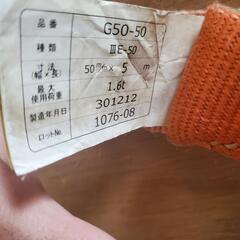 品番 G50-50
種類 ⅢE-50
寸法(幅×長) 50mm× 5 m
最大使用荷重 1.6t
製造年月日 301212
ロットNo. 1076-08